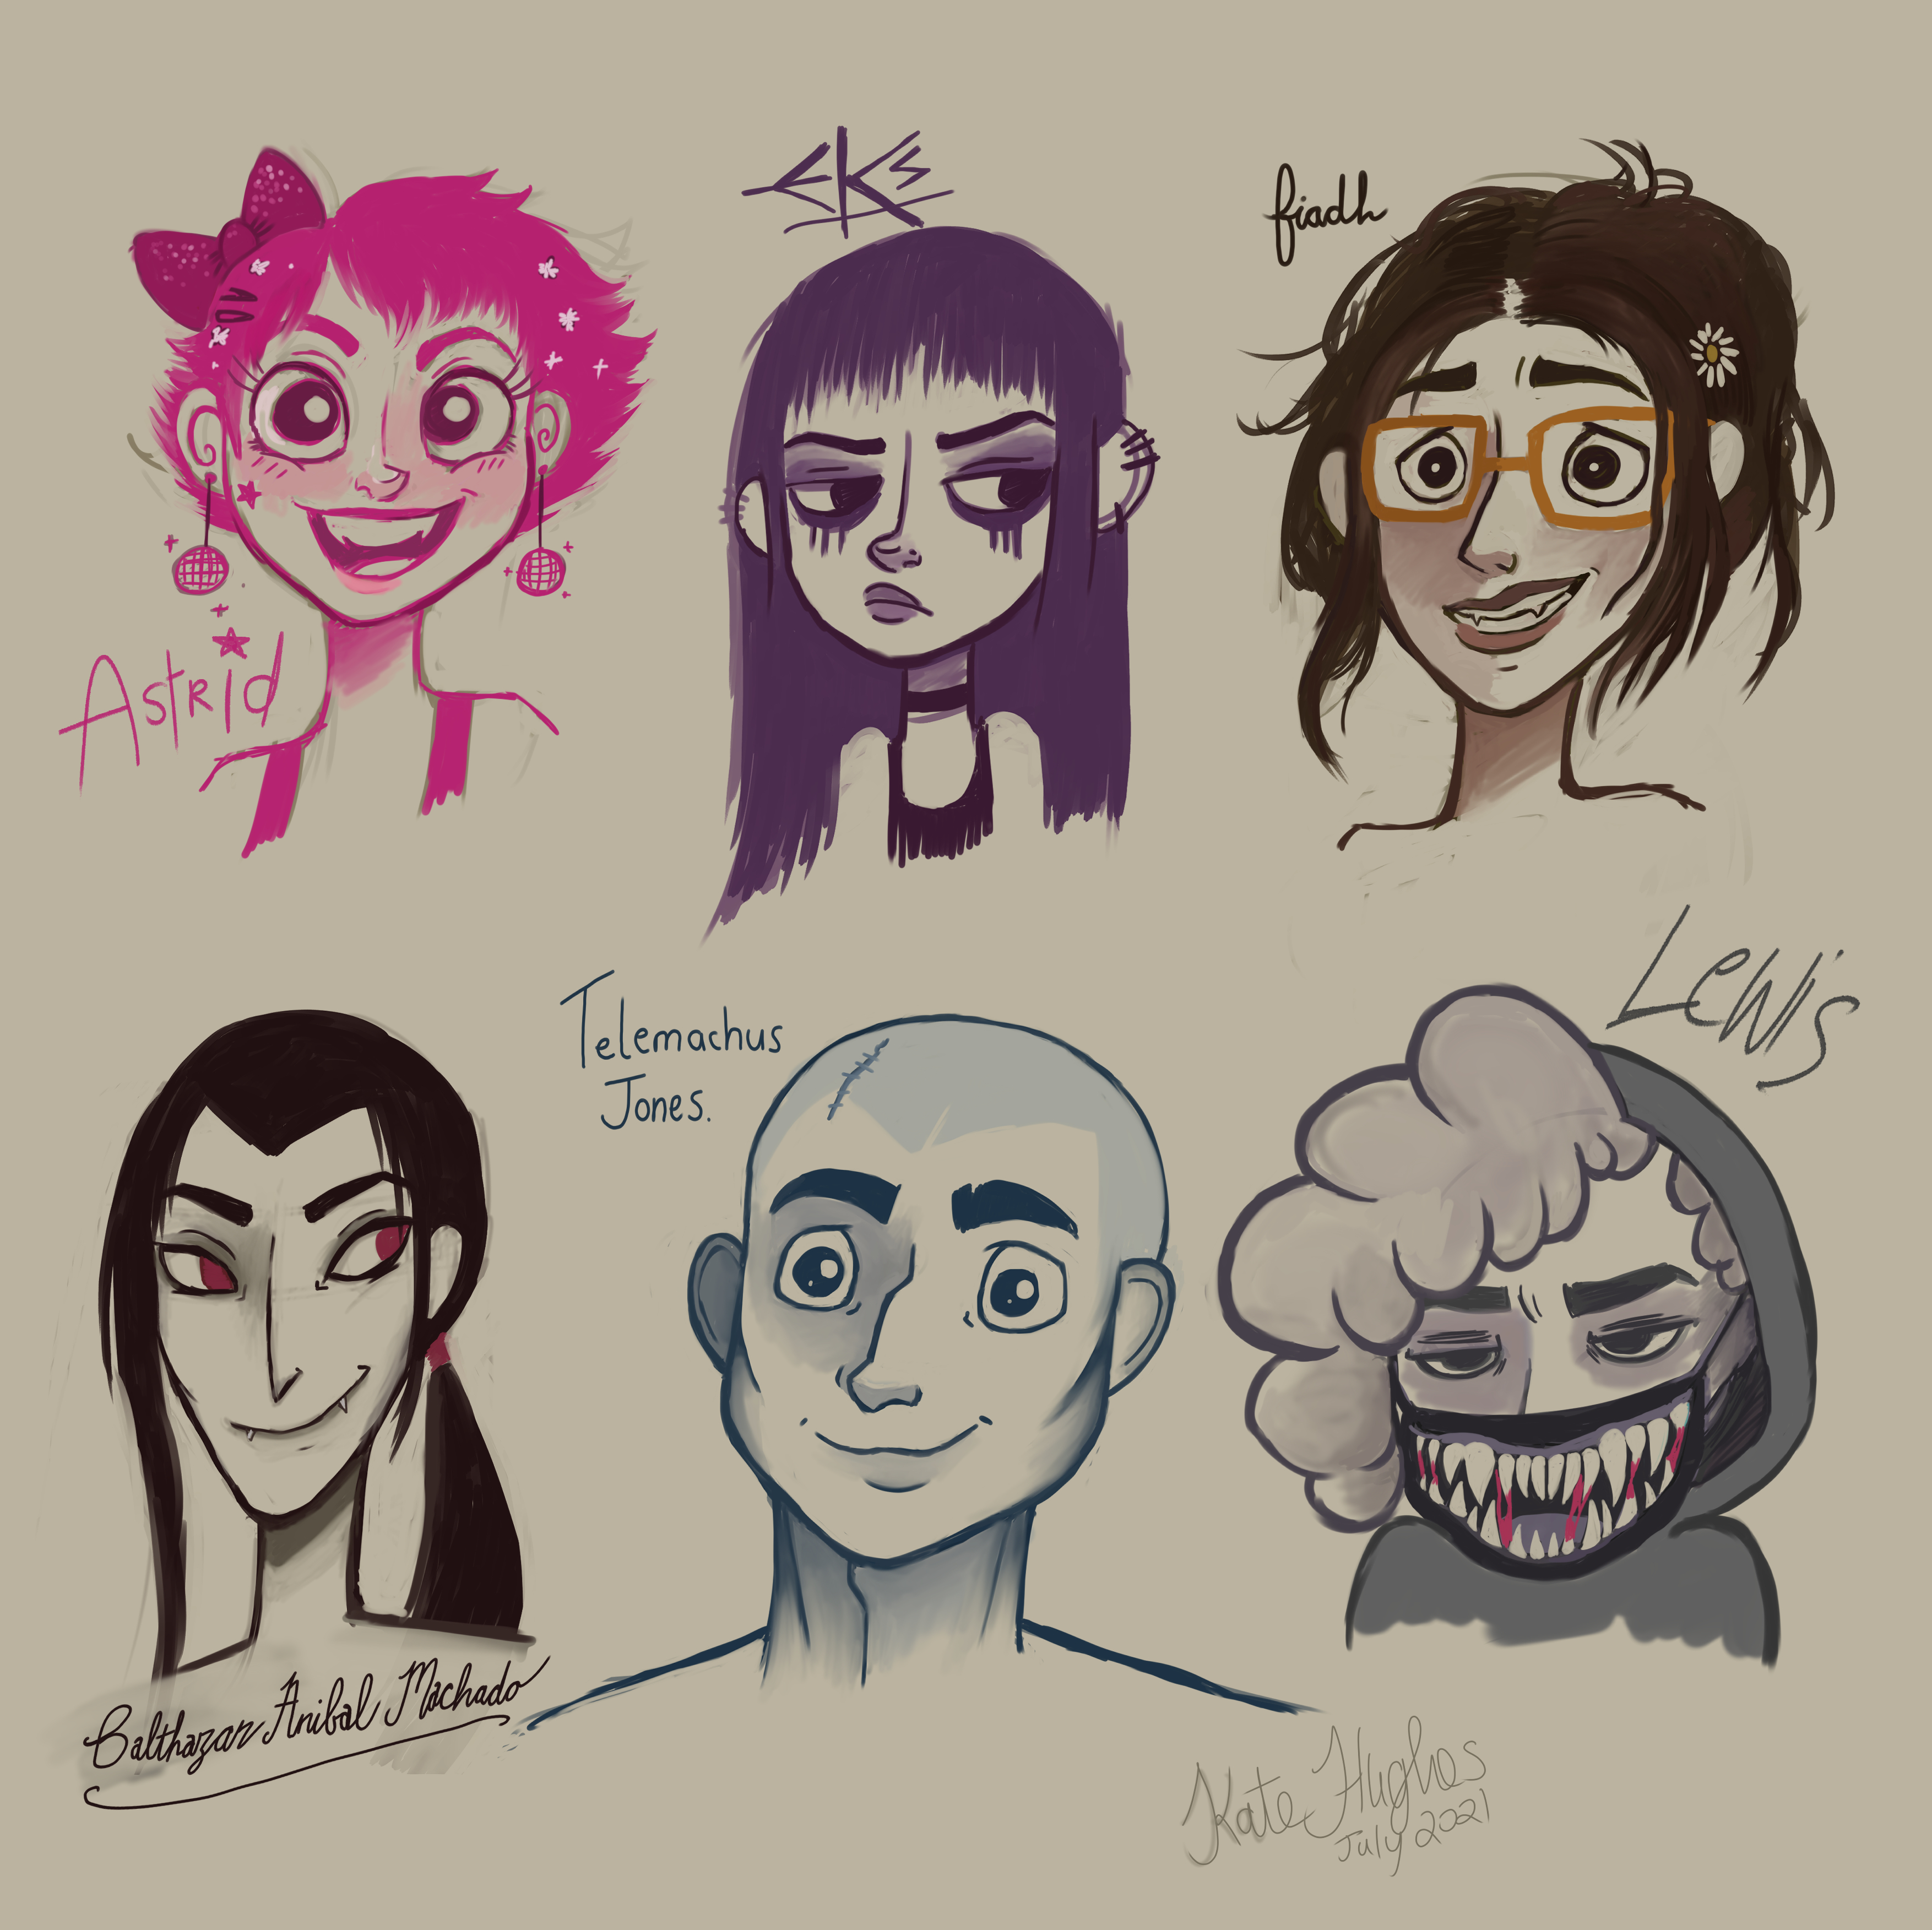 Astrid
EKE
fiadh
Telemachus
Jones.
Lewis
Balthazar Anibal Machado
Kate Hughes
July 2021